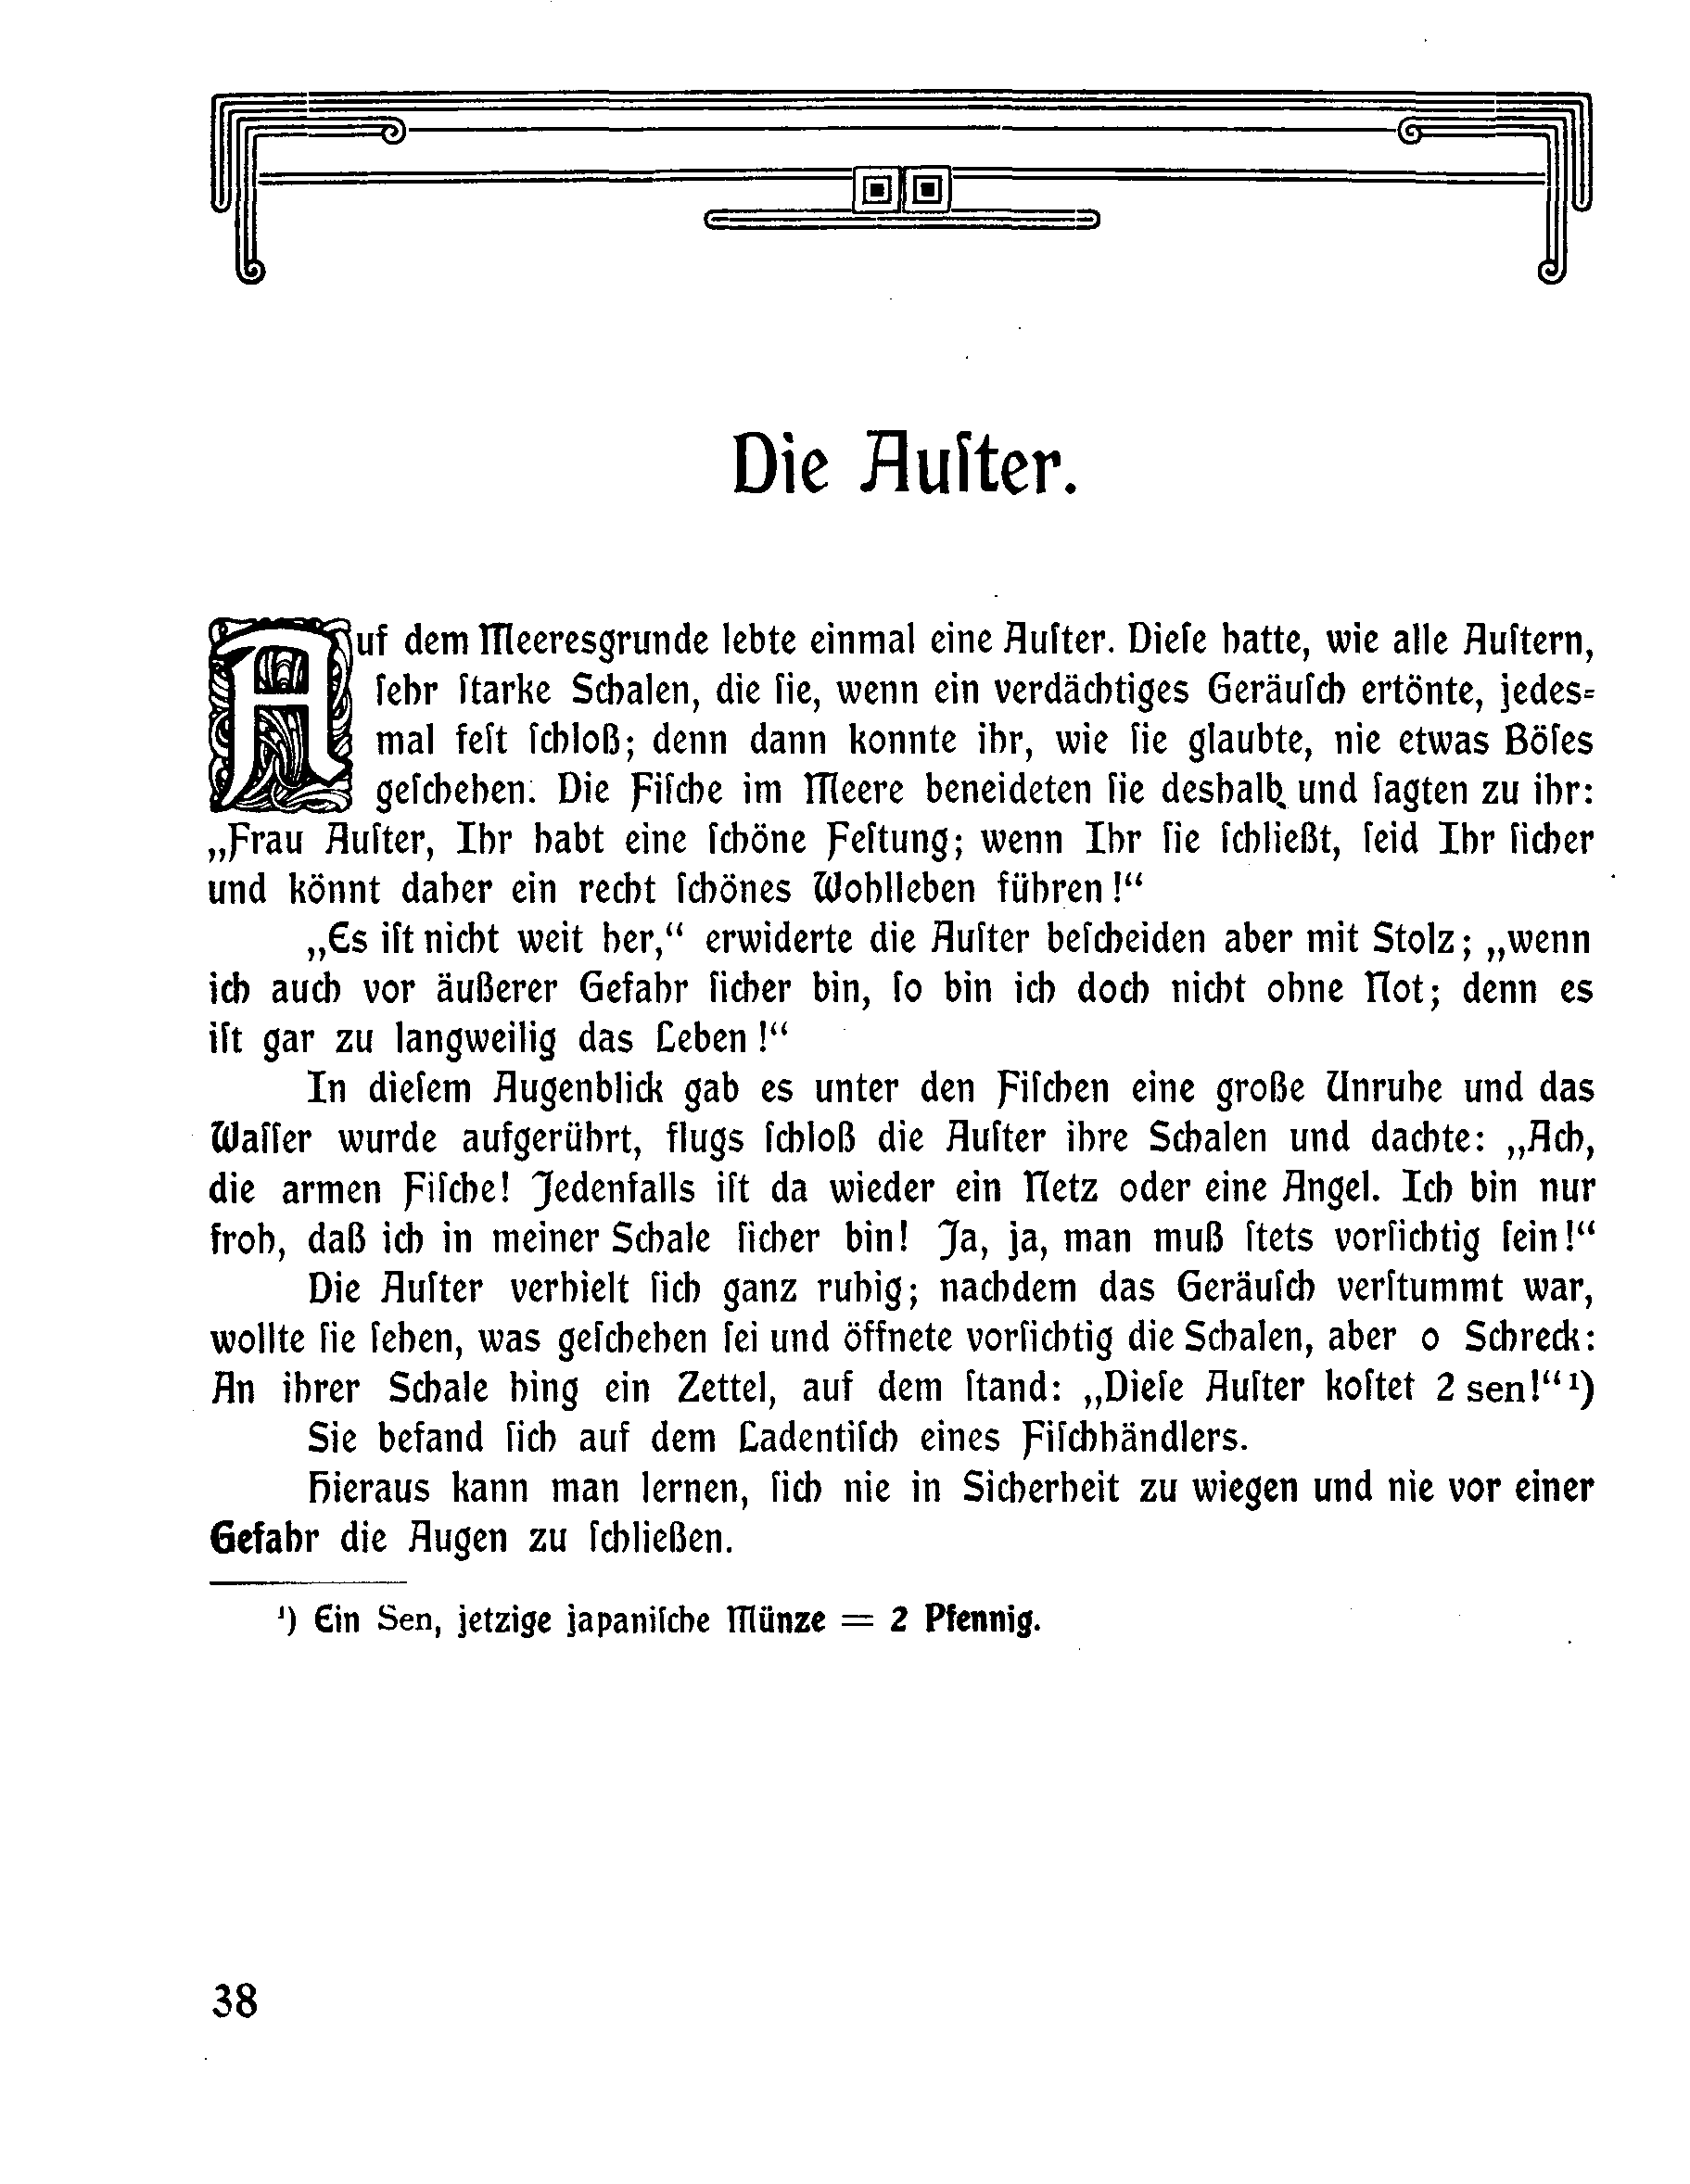 Die Auſter.
Auf dem Meeresgrunde lebte einmal eine Auſter. Dieſe hatte, wie alle Auſtern,
ſehr ſtarke Schalen, die ſie, wenn ein verdächtiges Geräuſch ertönte, jedes⸗
mal feſt ſchloß; denn dann konnte ihr, wie ſie glaubte, nie etwas Böſes
geſchehen. Die Fiſche im Meere beneideten ſie deshalb und ſagten zu ihr:
„Frau Auſter, Ihr habt eine ſchöne Feſtung; wenn Ihr ſie ſchließt, ſeid Ihr ſicher
und könnt daher ein recht ſchönes Wohlleben führen!“
„Es iſt nicht weit her,“ erwiderte die Auſter beſcheiden aber mit Stolz; „wenn
ich auch vor äußerer Gefahr ſicher bin, ſo bin ich doch nicht ohne Not; denn es
iſt gar zu langweilig das Leben!“
In dieſem Augenblick gab es unter den Fiſchen eine große Unruhe und das
Waſſer wurde aufgerührt, flugs ſchloß die Auſter ihre Schalen und dachte: „Ach,
die armen Fiſche! Jedenfalls iſt da wieder ein Netz oder eine Angel. Ich bin nur
froh, daß ich in meiner Schale ſicher bin! Ja, ja, man muß ſtets vorſichtig ſein!“
Die Auſter verhielt ſich ganz ruhig; nachdem das Geräuſch verſtummt war,
wollte ſie ſehen, was geſchehen ſei und öffnete vorſichtig die Schalen, aber o Schreck:
An ihrer Schale hing ein Zettel, auf dem ſtand: „Dieſe Auſter koſtet 2 sen!“¹)
Sie befand ſich auf dem Ladentiſch eines Fiſchhändlers.
Hieraus kann man lernen, ſich nie in Sicherheit zu wiegen und nie vor einer
Gefahr die Augen zu ſchließen.
¹) Ein Sen, jetzige japaniſche Münze = 2 Pfennig.
38